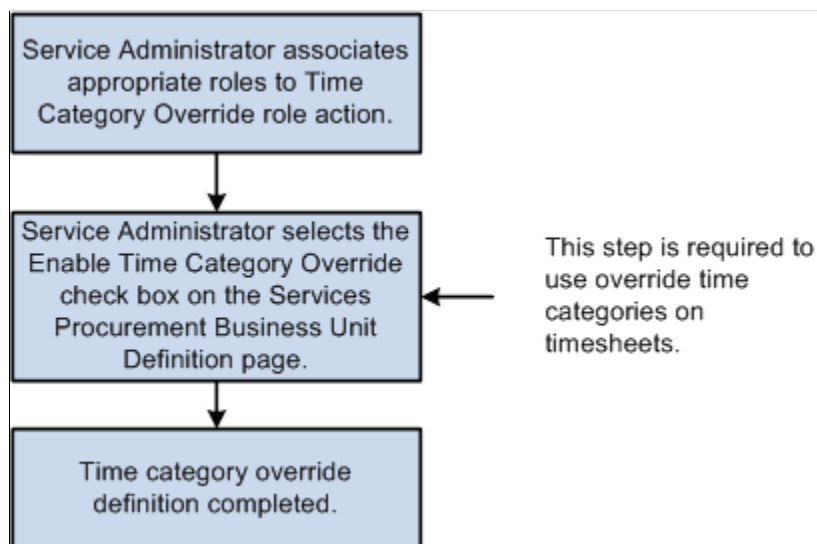 Service Administrator associates
appropriate roles to Time
Category Override role action.
Service Administrator selects the
Enable Time Category Override
check box on the Services
Procurement Business Unit
Definition page.
This step is required to
use override time
categories on
timesheets.
Time category override
definition completed.